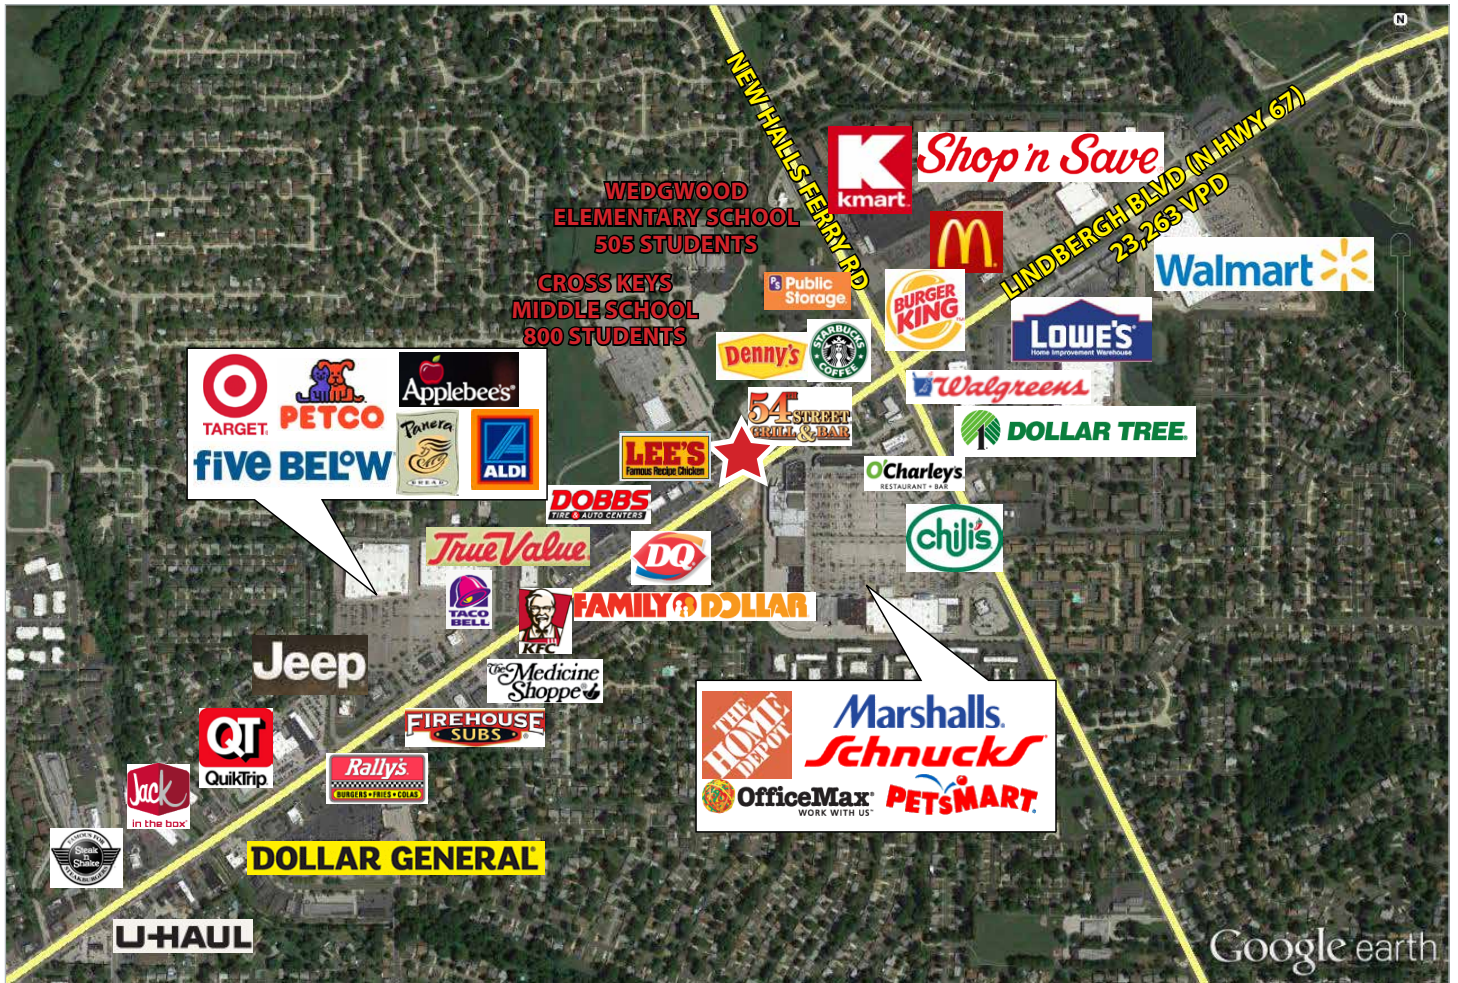 N
NEW HALLS FERRY RD
LINDBERGH BLVD (N HWY 67)
23,263 VPD
K
kmart
Shop 'n Save
WEDGWOOD
ELEMENTARY SCHOOL
505 STUDENTS
M
Walmart
CROSS KEYS
MIDDLE SCHOOL
800 STUDENTS
PS Public
Storage
BURGER
KING
LOWE'S
Home Improvement Warehouse
Denny's
STARBUCKS
COFFEE
Walgreens
TARGET
PETCO
Applebee's
five BELOW
Panera
BREAD
ALDI
54TH STREET
GRILL & BAR
DOLLAR TREE
LEE'S
Famous Recipe Chicken
O'Charley's
RESTAURANT + BAR
DOBBS
TIRE & AUTO CENTERS
chili's
True Value
DQ
TACO
BELL
KFC
FAMILY DOLLAR
Jeep
The Medicine
Shoppe
QT
QuikTrip
FIREHOUSE
SUBS
THE
HOME
DEPOT
Marshalls
Schnucks
OfficeMax
WORK WITH US
PETSMART
Rally's
BURGERS • FRIES • COLAS
Jack
in the box
FAMOUS FOR
Steak
'n
Shake
STEAKBURGERS
DOLLAR GENERAL
U-HAUL
Google earth